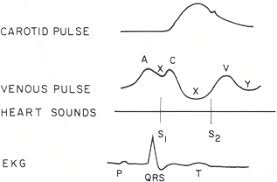 CAROTID PULSE
A X C X V Y
VENOUS PULSE
HEART SOUNDS
S1 S2
EKG
P QRS T